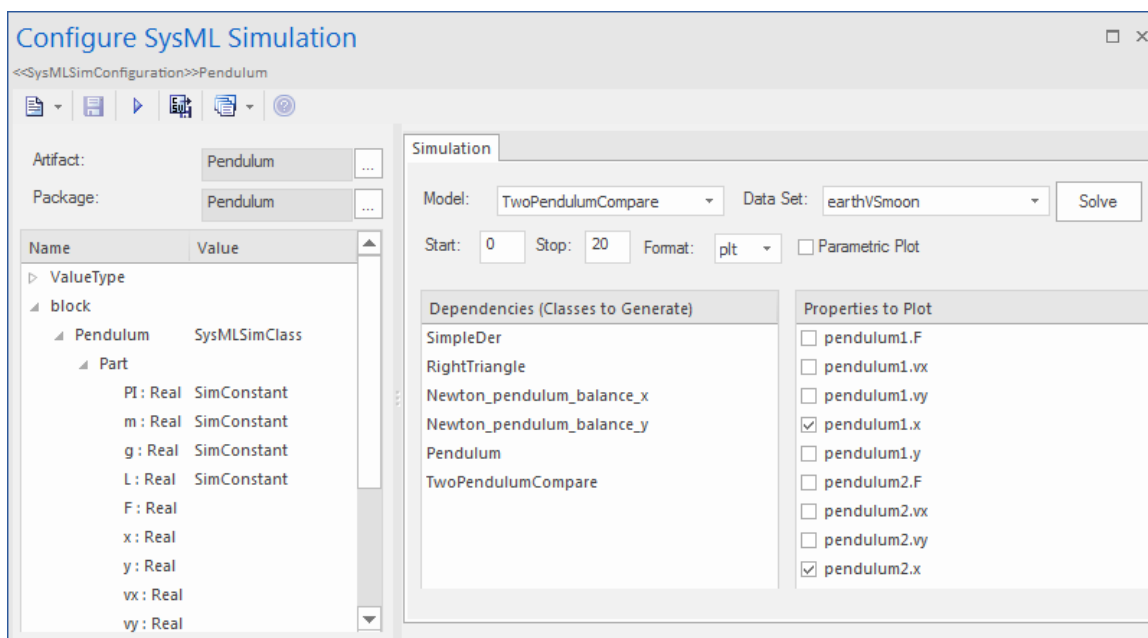 Configure SysML Simulation
<<SysMLSimConfiguration>>Pendulum
Artifact: Pendulum ...
Package: Pendulum ...
Name Value
ValueType
block
Pendulum SysMLSimClass
Part
PI : Real SimConstant
m : Real SimConstant
g : Real SimConstant
L : Real SimConstant
F : Real
x : Real
y : Real
vx : Real
vy : Real
Simulation
Model: TwoPendulumCompare Data Set: earthVSmoon Solve
Start: 0 Stop: 20 Format: plt Parametric Plot
Dependencies (Classes to Generate)
SimpleDer
RightTriangle
Newton_pendulum_balance_x
Newton_pendulum_balance_y
Pendulum
TwoPendulumCompare
Properties to Plot
pendulum1.F
pendulum1.vx
pendulum1.vy
pendulum1.x
pendulum1.y
pendulum2.F
pendulum2.vx
pendulum2.vy
pendulum2.x